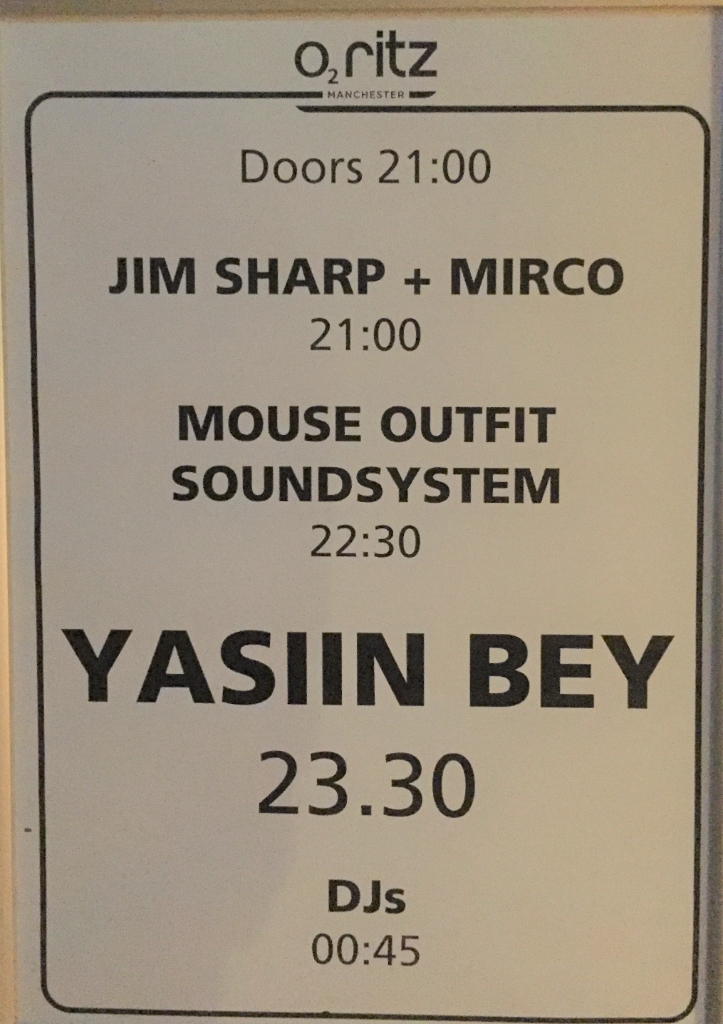 O2 ritz
MANCHESTER
Doors 21:00
JIM SHARP + MIRCO
21:00
MOUSE OUTFIT
SOUNDSYSTEM
22:30
YASIIN BEY
23.30
DJs
00:45